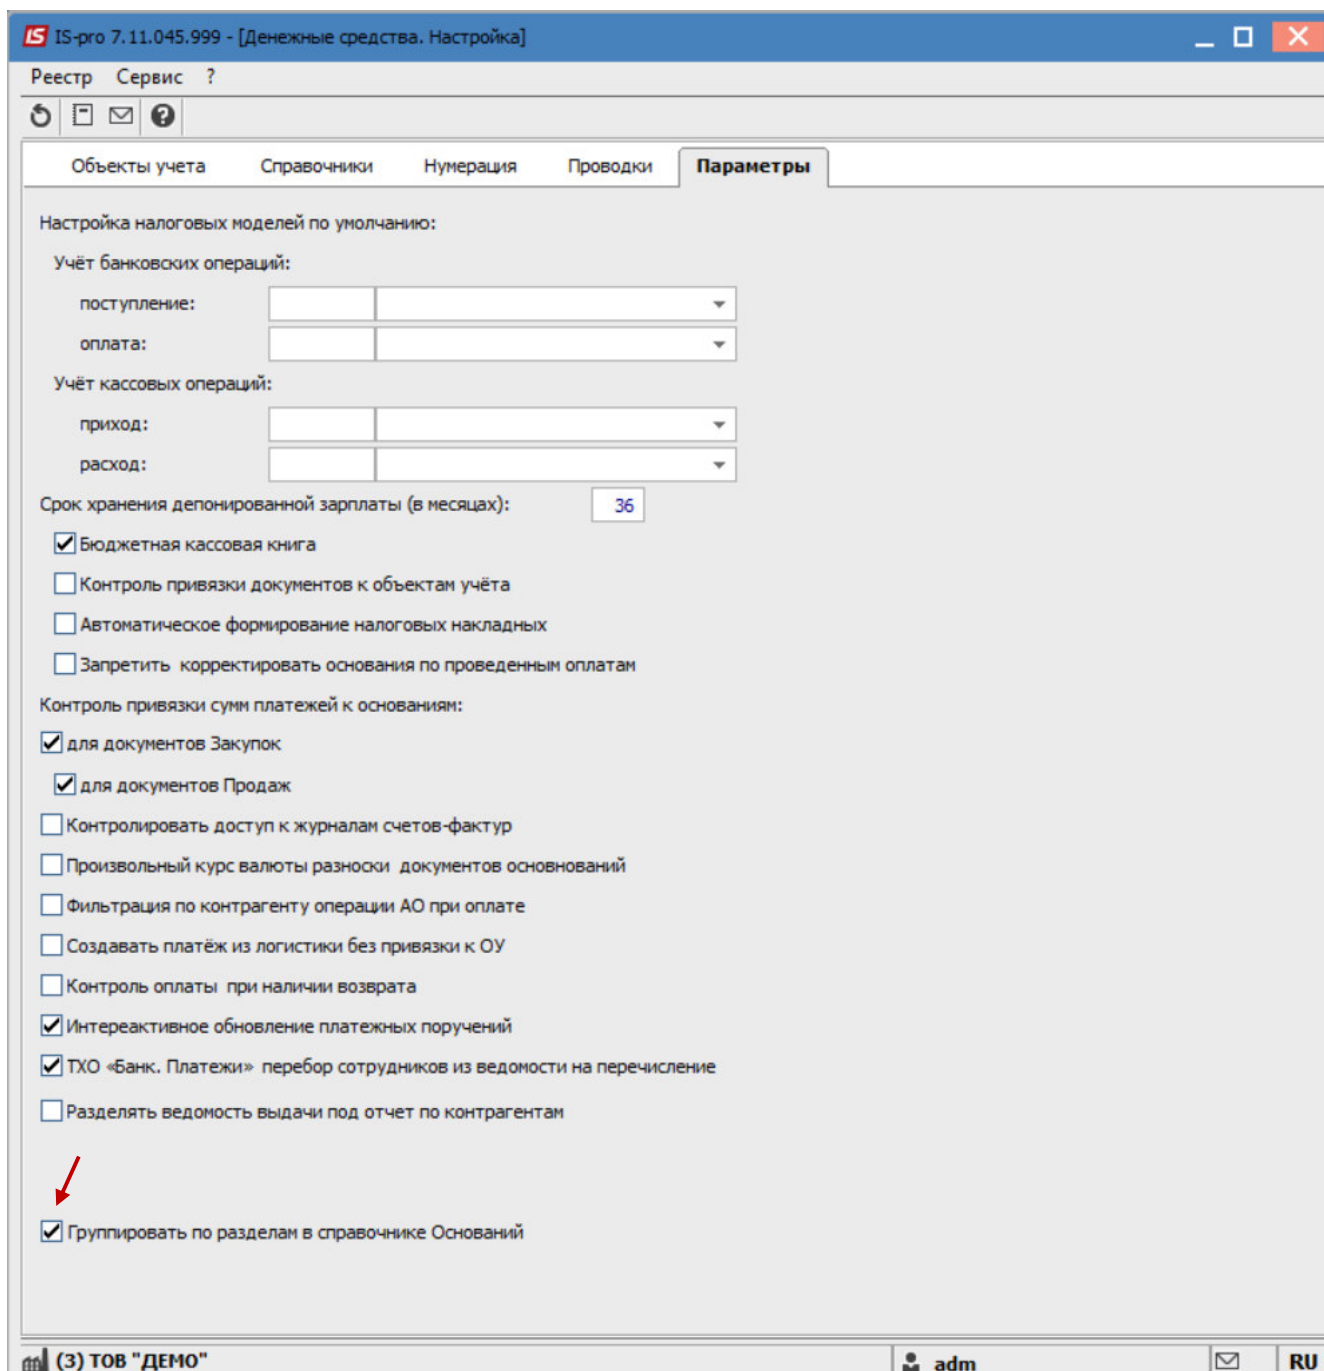 IS IS-pro 7.11.045.999 - [Денежные средства. Настройка]
Реестр Сервис ?
Объекты учета Справочники Нумерация Проводки Параметры
Настройка налоговых моделей по умолчанию:
Учёт банковских операций:
поступление:
оплата:
Учёт кассовых операций:
приход:
расход:
Срок хранения депонированной зарплаты (в месяцах): 36
Бюджетная кассовая книга
Контроль привязки документов к объектам учёта
Автоматическое формирование налоговых накладных
Запретить корректировать основания по проведенным оплатам
Контроль привязки сумм платежей к основаниям:
для документов Закупок
для документов Продаж
Контролировать доступ к журналам счетов-фактур
Произвольный курс валюты разноски документов основнований
Фильтрация по контрагенту операции АО при оплате
Создавать платёж из логистики без привязки к ОУ
Контроль оплаты при наличии возврата
Интереактивное обновление платежных поручений
ТХО «Банк. Платежи» перебор сотрудников из ведомости на перечисление
Разделять ведомость выдачи под отчет по контрагентам
Группировать по разделам в справочнике Оснований
(3) ТОВ "ДЕМО" adm RU